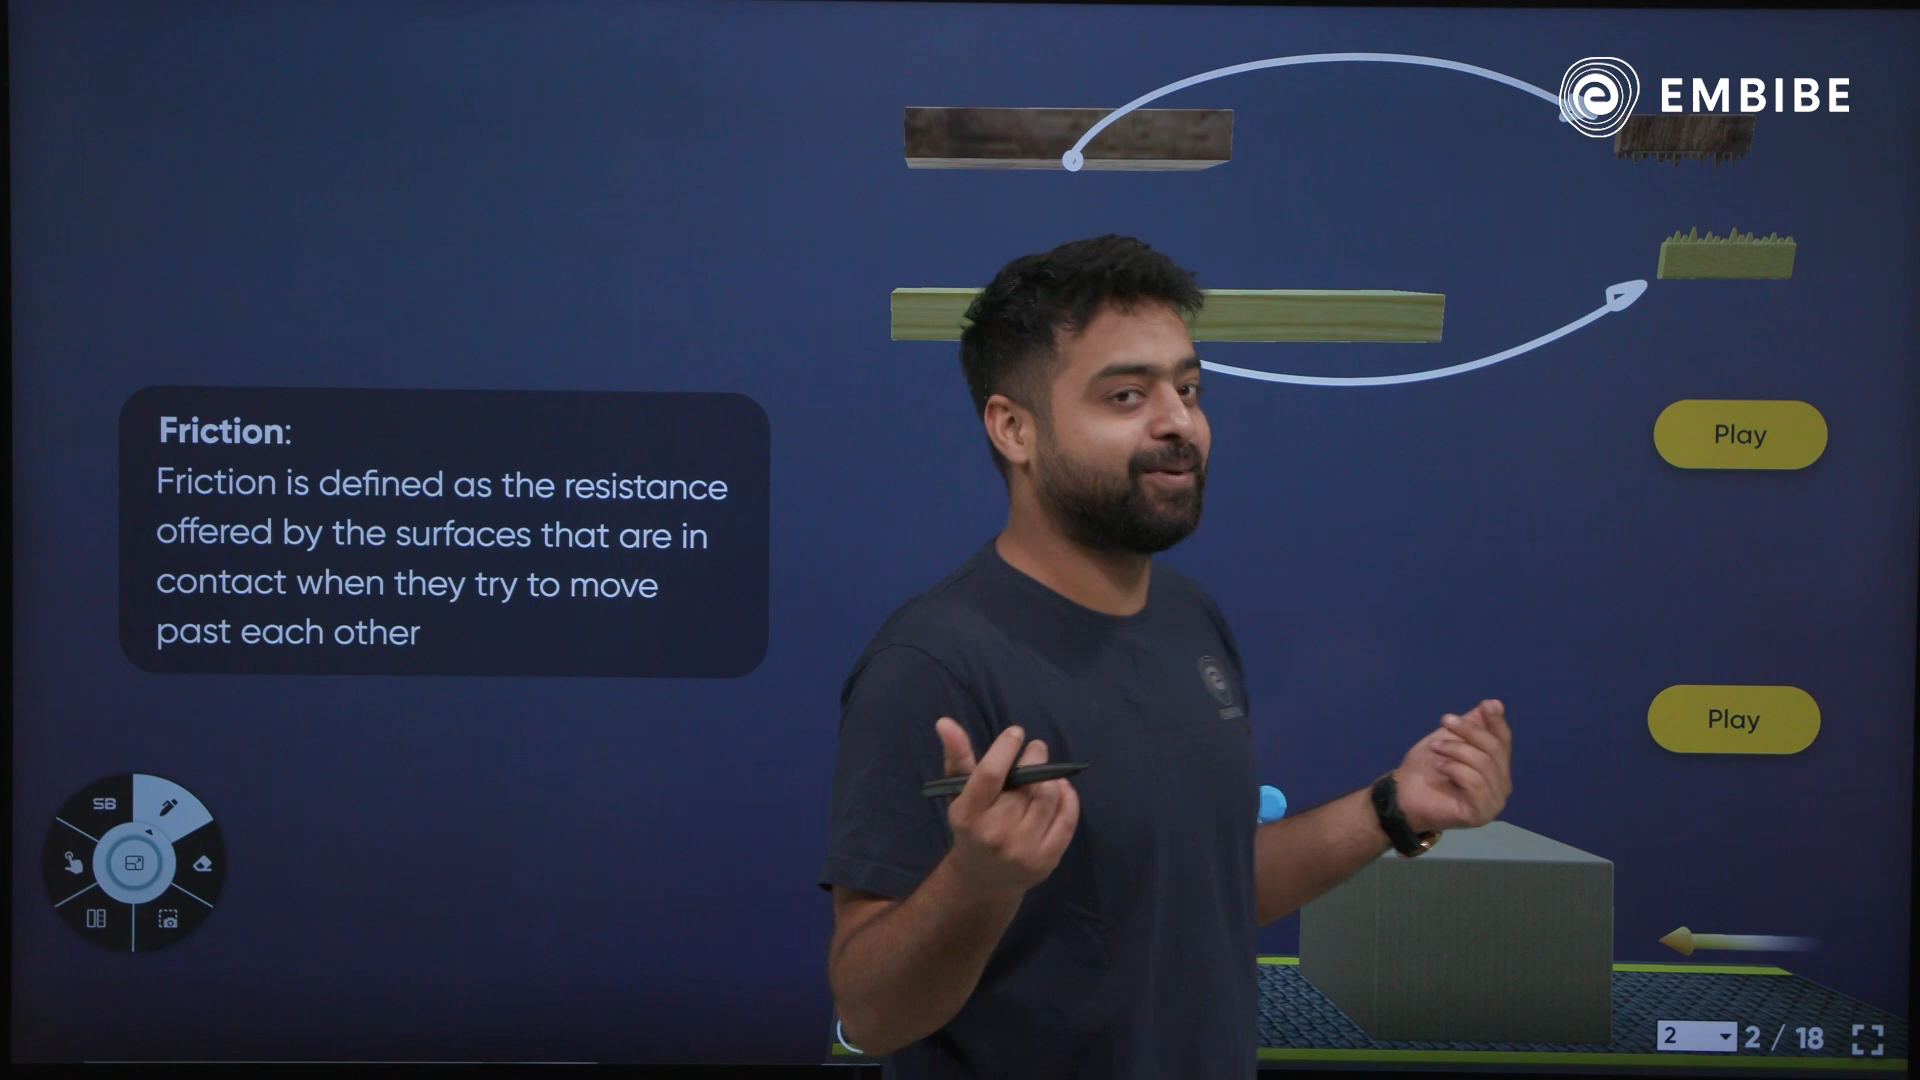 EMBIBE
Friction:
Friction is defined as the resistance
offered by the surfaces that are in
contact when they try to move
past each other
Play
Play
SB
2
2 / 18